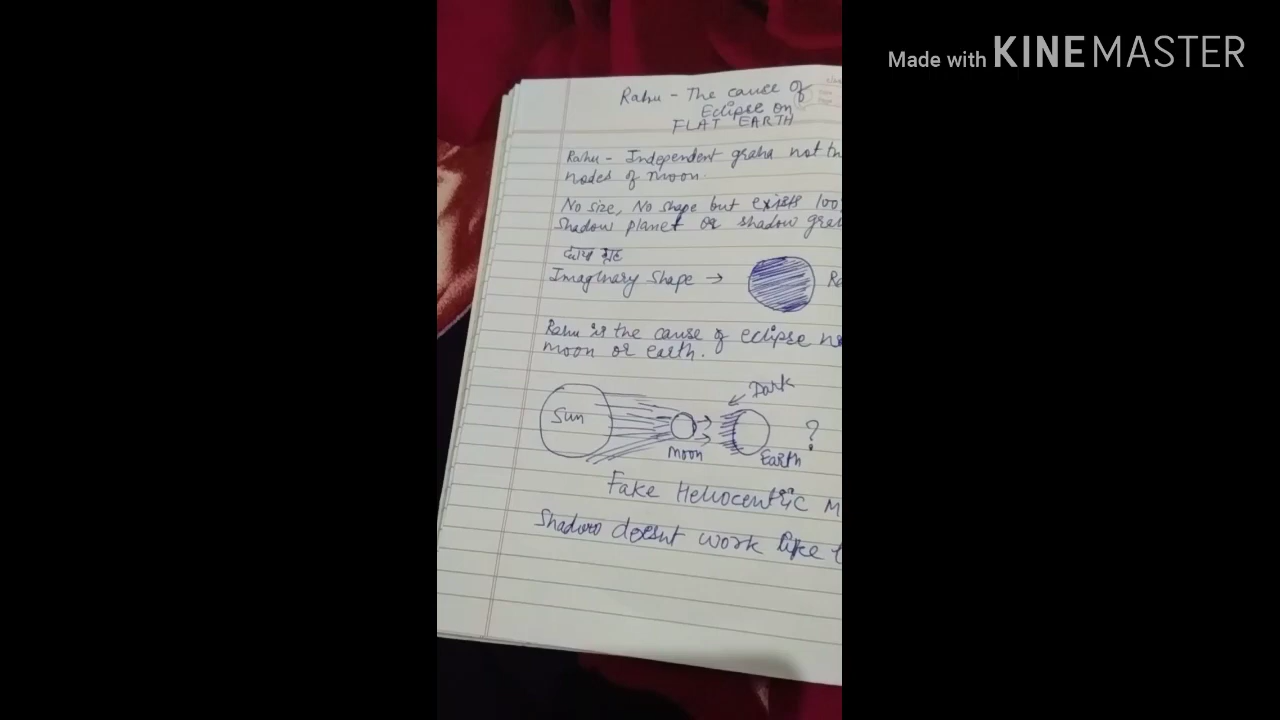 Made with KINEMASTER
Rahu - The cause of
Eclipse on
FLAT EARTH
Rahu - Independent graha not
nodes of moon.
No size, No shape but exists 100
Shadow planet or shadow
छाया ग्रह
Imaginary Shape →
Rahu is the cause of eclipse
moon or earth.
Dark
Sun
?
Moon
Earth
Fake Heliocentric M
Shadow doesnt work like